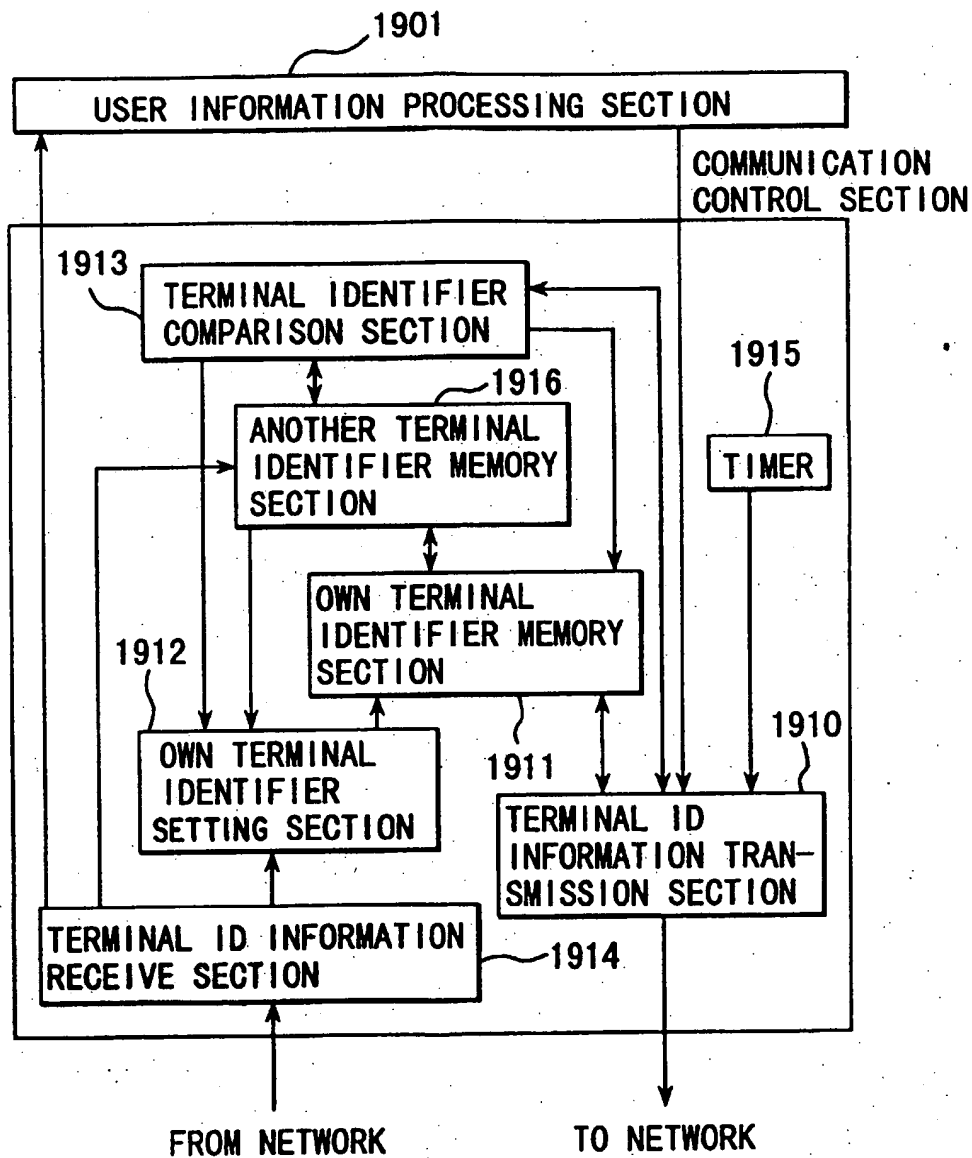 1901
USER INFORMATION PROCESSING SECTION
COMMUNICATION
CONTROL SECTION
1913
TERMINAL IDENTIFIER
COMPARISON SECTION
1915
TIMER
1916
ANOTHER TERMINAL
IDENTIFIER MEMORY
SECTION
OWN TERMINAL
IDENTIFIER MEMORY
SECTION
1912
1911
1910
OWN TERMINAL
IDENTIFIER
SETTING SECTION
TERMINAL ID
INFORMATION TRAN-
SMISSION SECTION
TERMINAL ID INFORMATION
RECEIVE SECTION
1914
FROM NETWORK
TO NETWORK